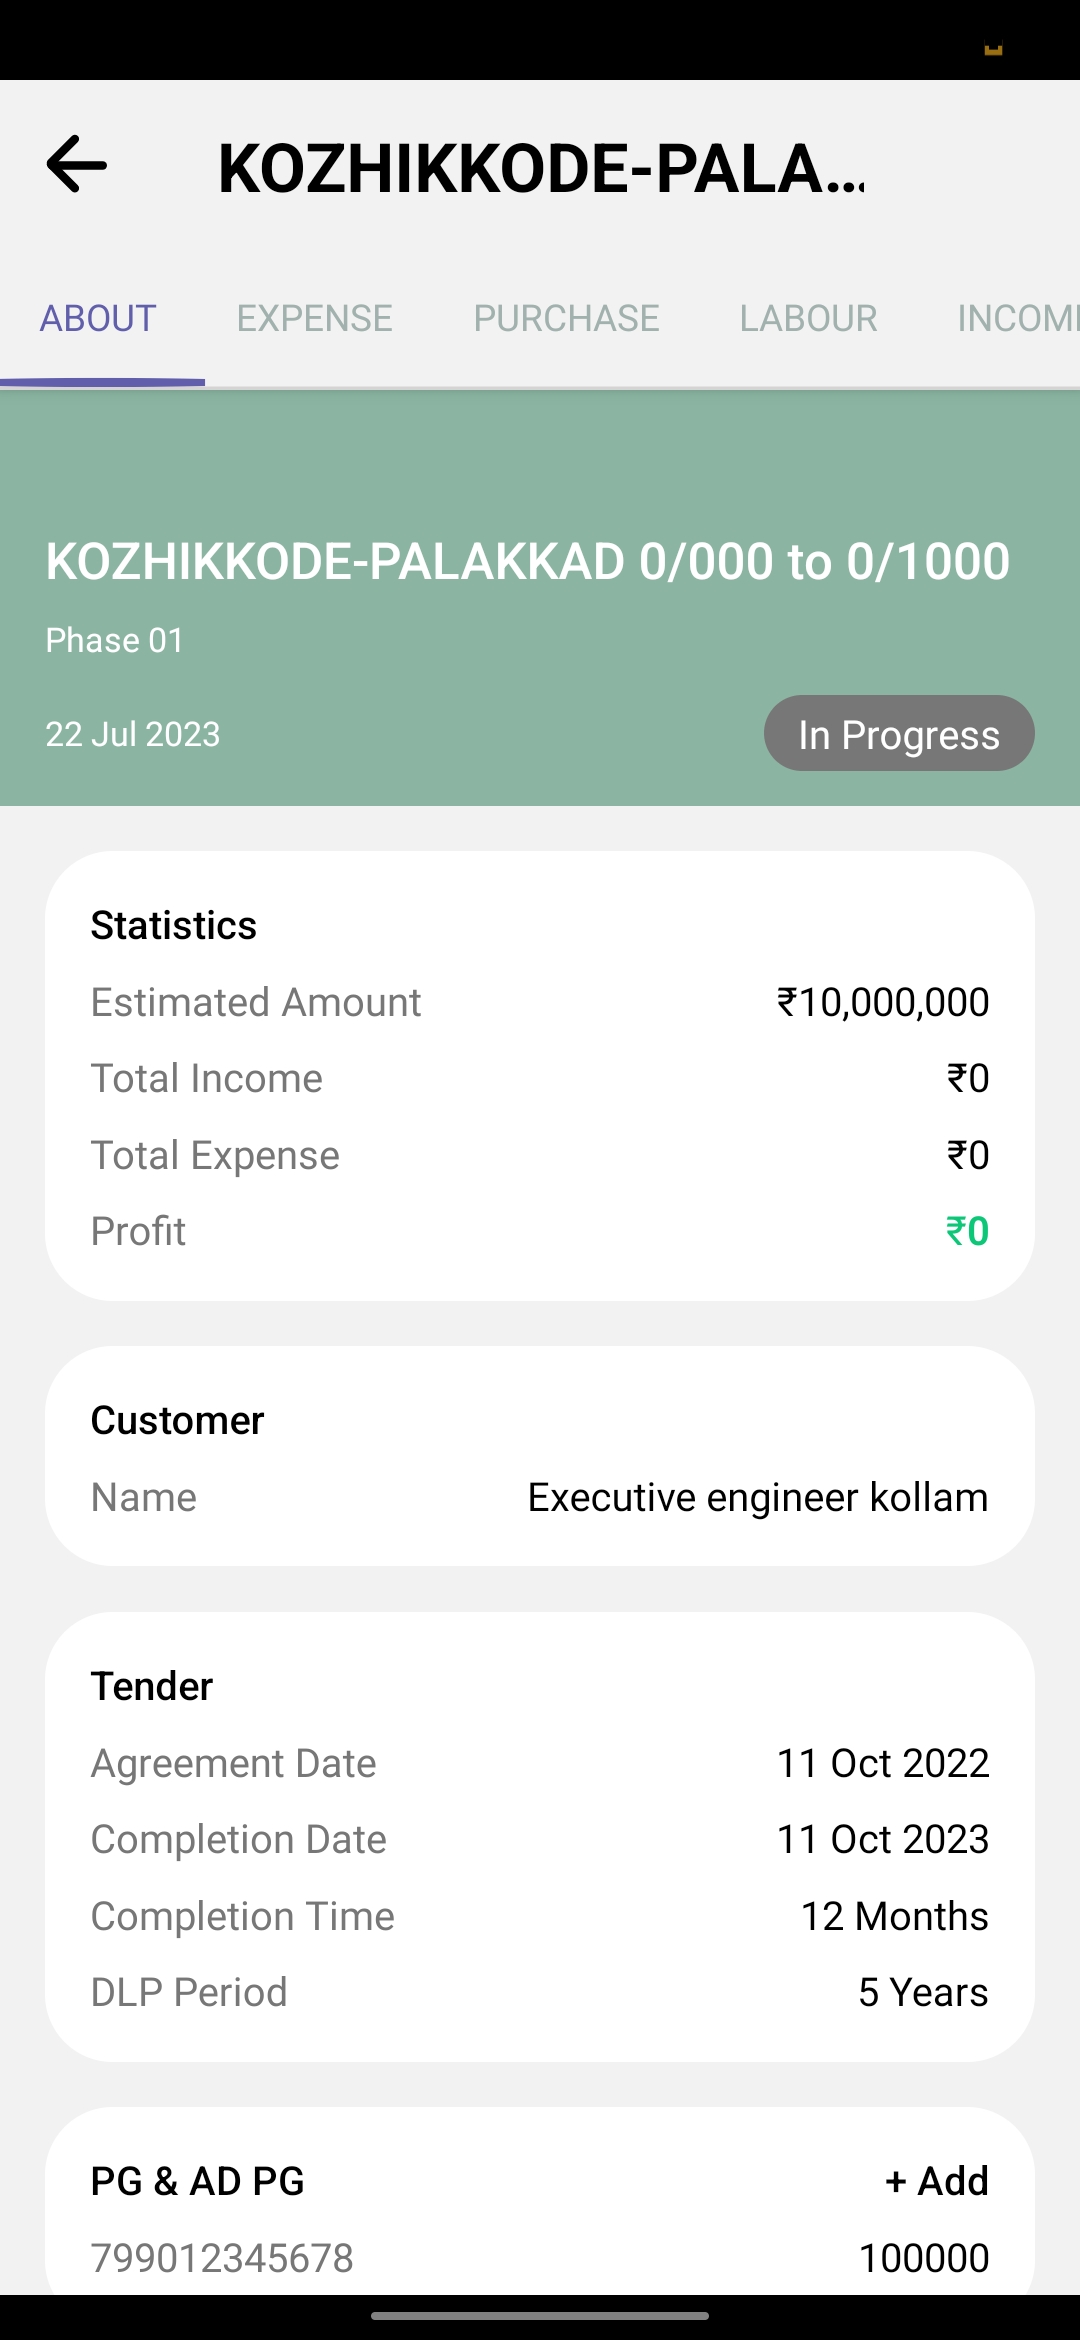 KOZHIKKODE-PALA...
ABOUT EXPENSE PURCHASE LABOUR
KOZHIKKODE-PALAKKAD 0/000 to 0/1000
Phase 01
22 Jul 2023 In Progress
Statistics
Estimated Amount ₹10,000,000
Total Income ₹0
Total Expense ₹0
Profit ₹0
Customer
Name Executive engineer kollam
Tender
Agreement Date 11 Oct 2022
Completion Date 11 Oct 2023
Completion Time 12 Months
DLP Period 5 Years
PG & AD PG + Add
799012345678 100000